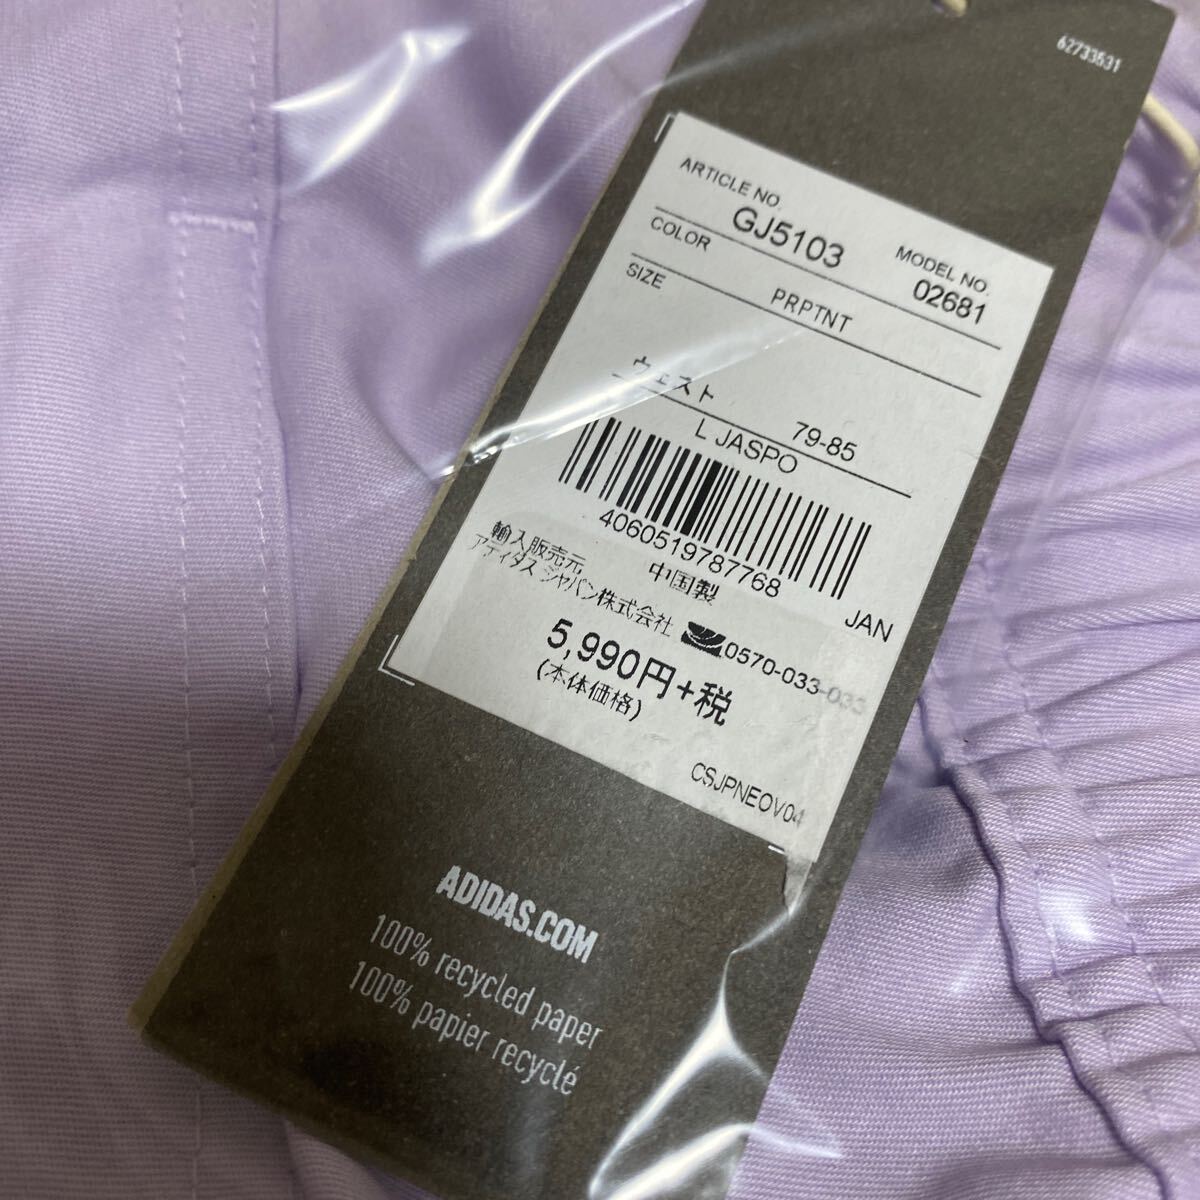 62733531
ARTICLE NO.
GJ5103
MODEL NO.
02681
COLOR
PRPTNT
SIZE
ウェスト
79-85
L JASPO
4060519787768
JAN
輸入販売元
中国製
アディダス ジャパン株式会社
0570-033-033
5,990円+税
(本体価格)
CSJPNEOV04
ADIDAS.COM
100% recycled paper
100% papier recyclé